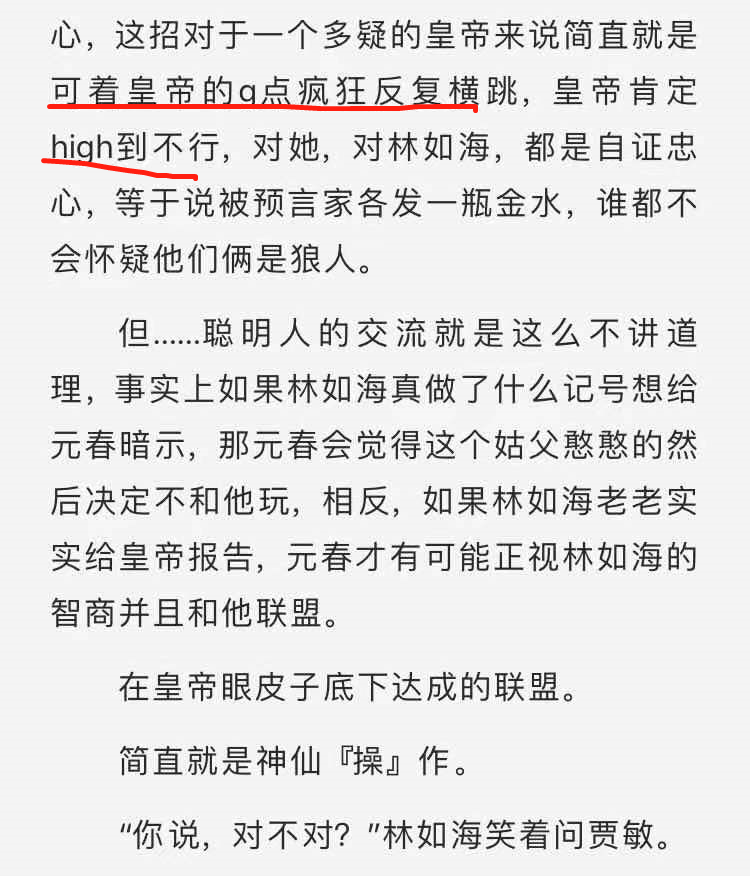 心，这招对于一个多疑的皇帝来说简直就是
可着皇帝的q点疯狂反复横跳，皇帝肯定
high到不行，对她，对林如海，都是自证忠
心，等于说被预言家各发一瓶金水，谁都不
会怀疑他们俩是狼人。
但……聪明人的交流就是这么不讲道
理，事实上如果林如海真做了什么记号想给
元春暗示，那元春会觉得这个姑父憨憨的然
后决定不和他玩，相反，如果林如海老老实
实给皇帝报告，元春才有可能正视林如海的
智商并且和他联盟。
在皇帝眼皮子底下达成的联盟。
简直就是神仙『操』作。
“你说，对不对？”林如海笑着问贾敏。